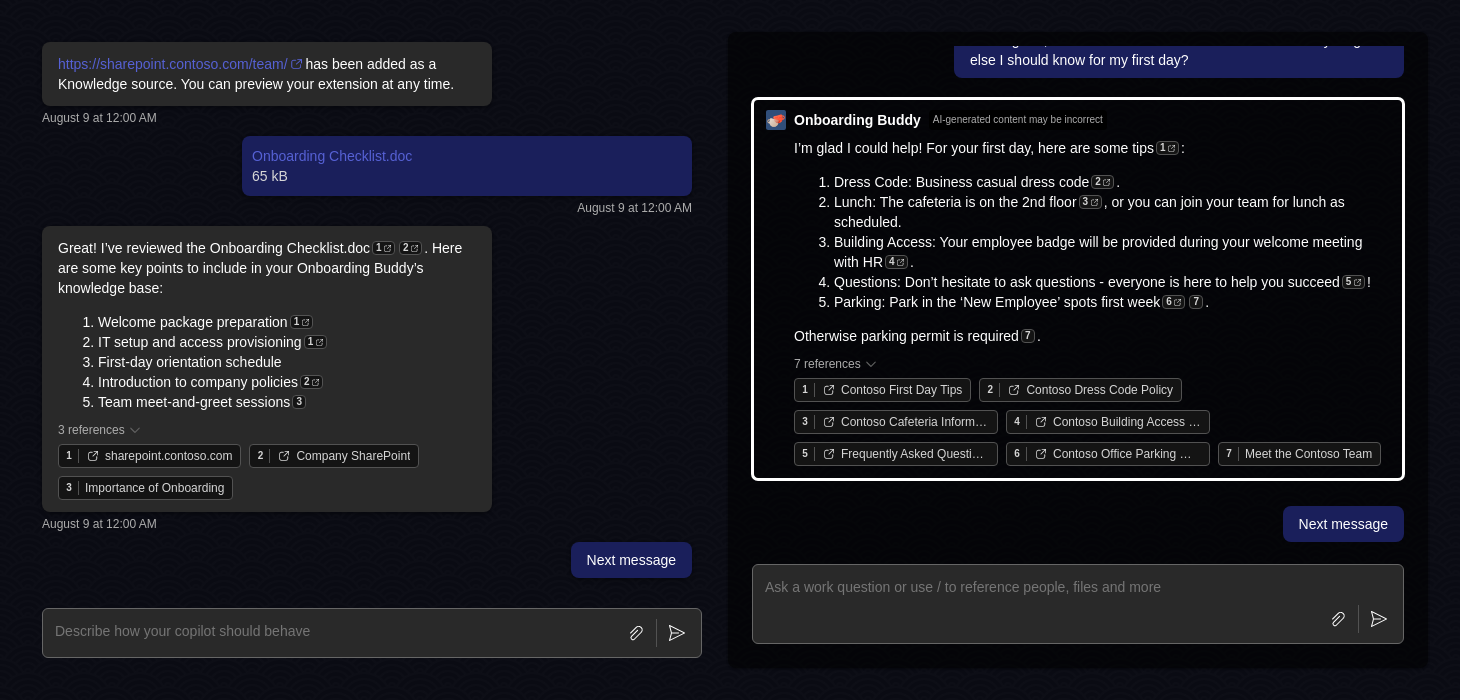 https://sharepoint.contoso.com/team/ has been added as a
Knowledge source. You can preview your extension at any time.
August 9 at 12:00 AM
Onboarding Checklist.doc
65 kB
August 9 at 12:00 AM
Great! I’ve reviewed the Onboarding Checklist.doc 1 2 . Here
are some key points to include in your Onboarding Buddy’s
knowledge base:
1. Welcome package preparation 1
2. IT setup and access provisioning 1
3. First-day orientation schedule
4. Introduction to company policies 2
5. Team meet-and-greet sessions 3
3 references
1 sharepoint.contoso.com 2 Company SharePoint
3 Importance of Onboarding
August 9 at 12:00 AM
Next message
Describe how your copilot should behave
else I should know for my first day?
Onboarding Buddy AI-generated content may be incorrect
I’m glad I could help! For your first day, here are some tips 1 :
1. Dress Code: Business casual dress code 2 .
2. Lunch: The cafeteria is on the 2nd floor 3 , or you can join your team for lunch as
scheduled.
3. Building Access: Your employee badge will be provided during your welcome meeting
with HR 4 .
4. Questions: Don’t hesitate to ask questions - everyone is here to help you succeed 5 !
5. Parking: Park in the ‘New Employee’ spots first week 6 7 .
Otherwise parking permit is required 7 .
7 references
1 Contoso First Day Tips 2 Contoso Dress Code Policy
3 Contoso Cafeteria Inform… 4 Contoso Building Access …
5 Frequently Asked Questi… 6 Contoso Office Parking … 7 Meet the Contoso Team
Next message
Ask a work question or use / to reference people, files and more